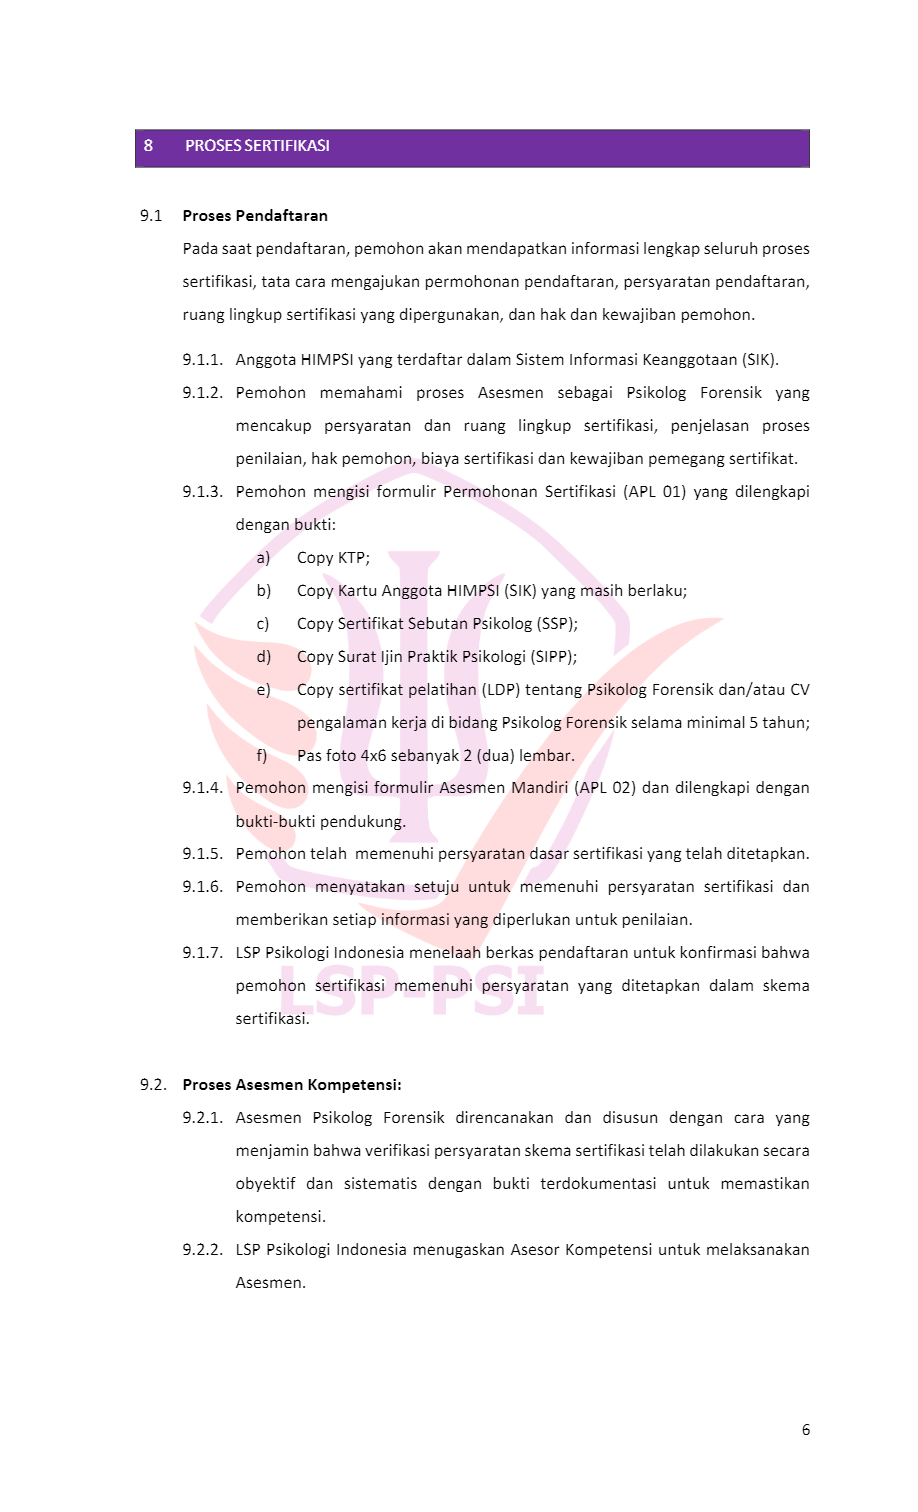 8 PROSES SERTIFIKASI
9.1 Proses Pendaftaran
Pada saat pendaftaran, pemohon akan mendapatkan informasi lengkap seluruh proses
sertifikasi, tata cara mengajukan permohonan pendaftaran, persyaratan pendaftaran,
ruang lingkup sertifikasi yang dipergunakan, dan hak dan kewajiban pemohon.
9.1.1. Anggota HIMPSI yang terdaftar dalam Sistem Informasi Keanggotaan (SIK).
9.1.2. Pemohon memahami proses Asesmen sebagai Psikolog Forensik yang
mencakup persyaratan dan ruang lingkup sertifikasi, penjelasan proses
penilaian, hak pemohon, biaya sertifikasi dan kewajiban pemegang sertifikat.
9.1.3. Pemohon mengisi formulir Permohonan Sertifikasi (APL 01) yang dilengkapi
dengan bukti:
a) Copy KTP;
b) Copy Kartu Anggota HIMPSI (SIK) yang masih berlaku;
c) Copy Sertifikat Sebutan Psikolog (SSP);
d) Copy Surat Ijin Praktik Psikologi (SIPP);
e) Copy sertifikat pelatihan (LDP) tentang Psikolog Forensik dan/atau CV
pengalaman kerja di bidang Psikolog Forensik selama minimal 5 tahun;
f) Pas foto 4x6 sebanyak 2 (dua) lembar.
9.1.4. Pemohon mengisi formulir Asesmen Mandiri (APL 02) dan dilengkapi dengan
bukti-bukti pendukung.
9.1.5. Pemohon telah memenuhi persyaratan dasar sertifikasi yang telah ditetapkan.
9.1.6. Pemohon menyatakan setuju untuk memenuhi persyaratan sertifikasi dan
memberikan setiap informasi yang diperlukan untuk penilaian.
9.1.7. LSP Psikologi Indonesia menelaah berkas pendaftaran untuk konfirmasi bahwa
pemohon sertifikasi memenuhi persyaratan yang ditetapkan dalam skema
sertifikasi.
LSP-PSI
9.2. Proses Asesmen Kompetensi:
9.2.1. Asesmen Psikolog Forensik direncanakan dan disusun dengan cara yang
menjamin bahwa verifikasi persyaratan skema sertifikasi telah dilakukan secara
obyektif dan sistematis dengan bukti terdokumentasi untuk memastikan
kompetensi.
9.2.2. LSP Psikologi Indonesia menugaskan Asesor Kompetensi untuk melaksanakan
Asesmen.
6